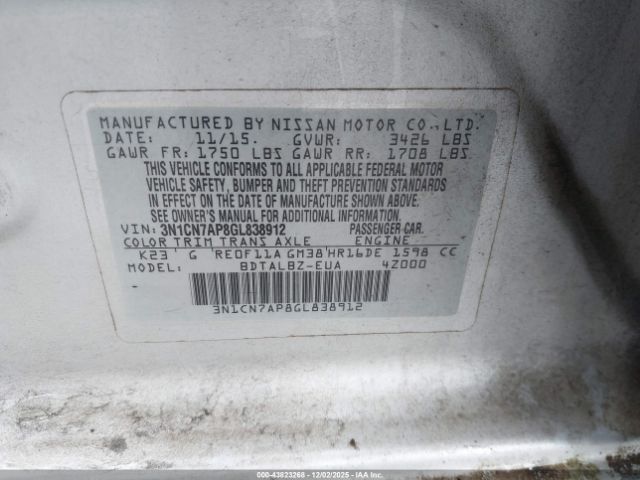 MANUFACTURED BY NISSAN MOTOR CO.,LTD.
DATE: 11/15. GVWR: 3426 LBS
GAWR FR: 1750 LBS GAWR RR: 1708 LBS
THIS VEHICLE CONFORMS TO ALL APPLICABLE FEDERAL MOTOR
VEHICLE SAFETY, BUMPER AND THEFT PREVENTION STANDARDS
IN EFFECT ON THE DATE OF MANUFACTURE SHOWN ABOVE.
SEE OWNER'S MANUAL FOR ADDITIONAL INFORMATION.
VIN: 3N1CN7AP8GL838912 PASSENGER CAR.
COLOR TRIM TRANS AXLE ENGINE
K23 G RE0F11A GM38 HR16DE 1598 CC
MODEL: BDTALBZ-EUA 4Z000
3N1CN7AP8GL838912
000-43823268 - 12/02/2025 - Property of IAA